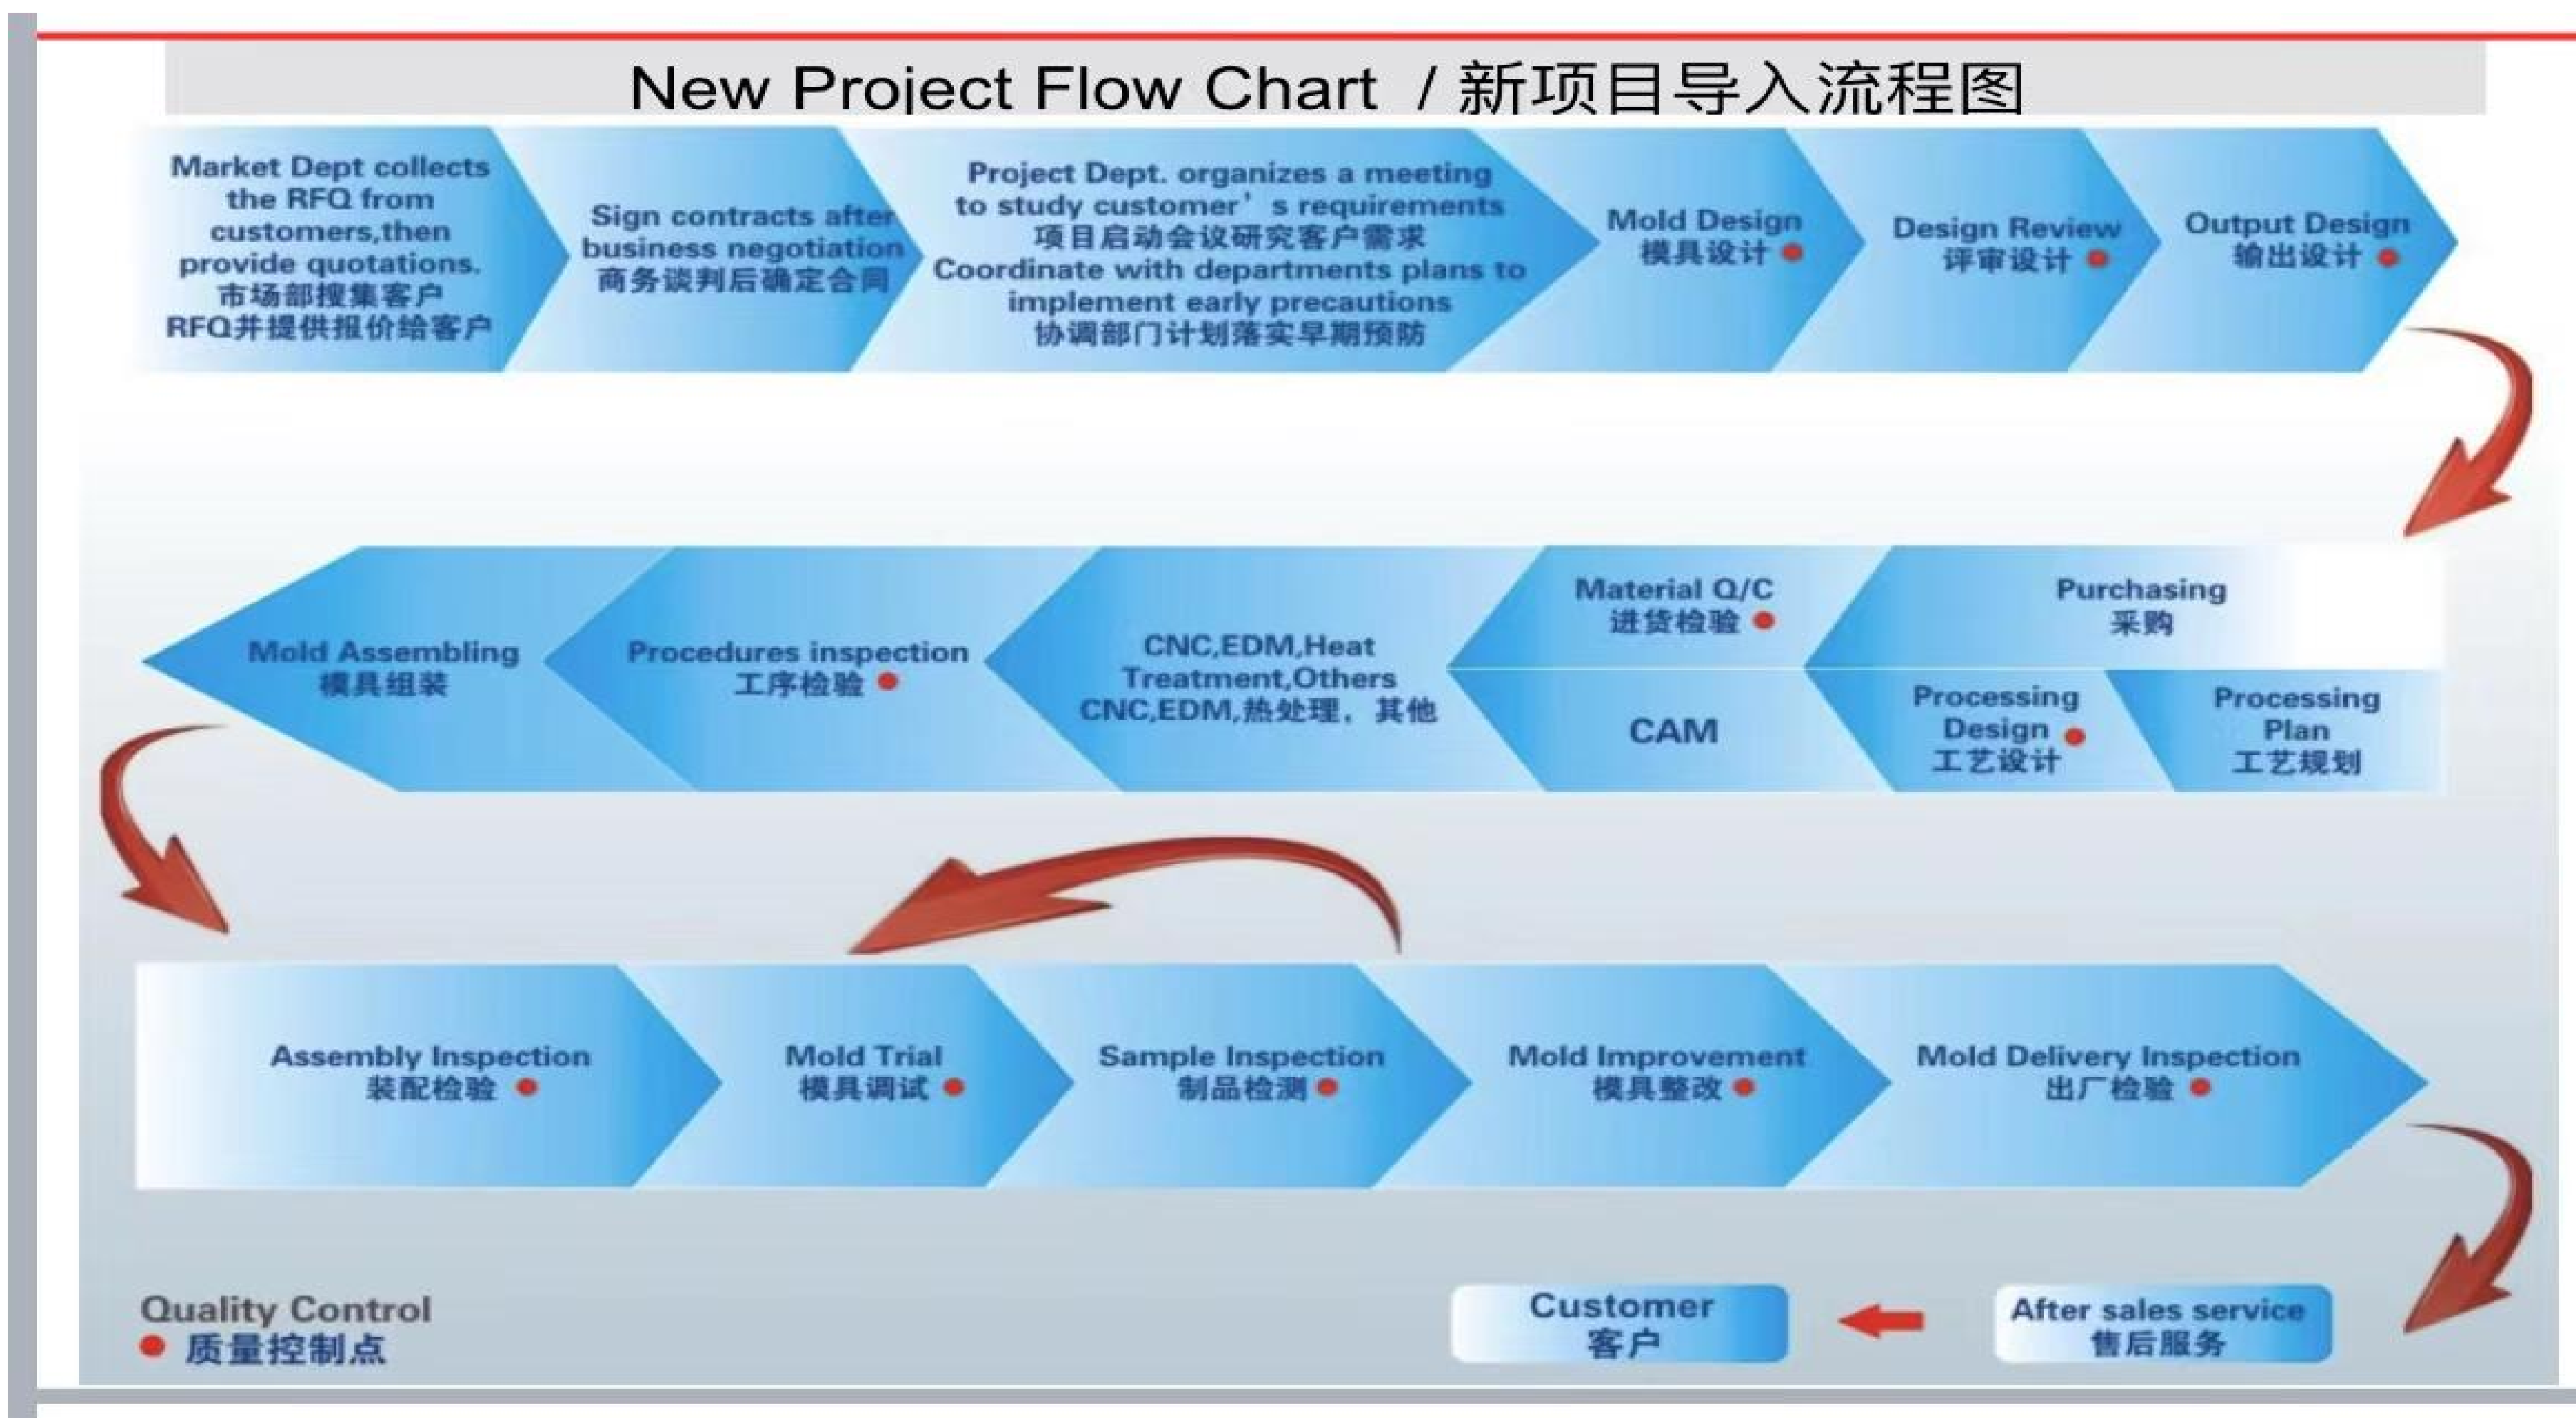 New Project Flow Chart / 新项目导入流程图
Market Dept collects
the RFQ from
customers,then
provide quotations.
市场部搜集客户
RFQ并提供报价给客户
Sign contracts after
business negotiation
商务谈判后确定合同
Project Dept. organizes a meeting
to study customer’s requirements
项目启动会议研究客户需求
Coordinate with departments plans to
implement early precautions
协调部门计划落实早期预防
Mold Design
模具设计
Design Review
评审设计
Output Design
输出设计
Purchasing
采购
Processing
Plan
工艺规划
Processing
Design
工艺设计
Material Q/C
进货检验
CAM
CNC,EDM,Heat
Treatment,Others
CNC,EDM,热处理，其他
Procedures inspection
工序检验
Mold Assembling
模具组装
Assembly Inspection
装配检验
Mold Trial
模具调试
Sample Inspection
制品检测
Mold Improvement
模具整改
Mold Delivery Inspection
出厂检验
After sales service
售后服务
Customer
客户
Quality Control
质量控制点